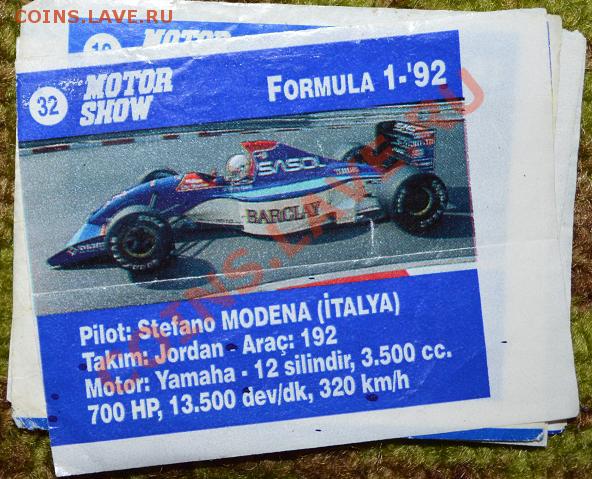 COINS.LAVE.RU
10 MOTOR
32 MOTOR SHOW FORMULA 1-'92
SASOL
BARCLAY
COINS.LAVE.RU
Pilot: Stefano MODENA (İTALYA)
Takım: Jordan - Araç: 192
Motor: Yamaha - 12 silindir, 3.500 cc.
700 HP, 13.500 dev/dk, 320 km/h